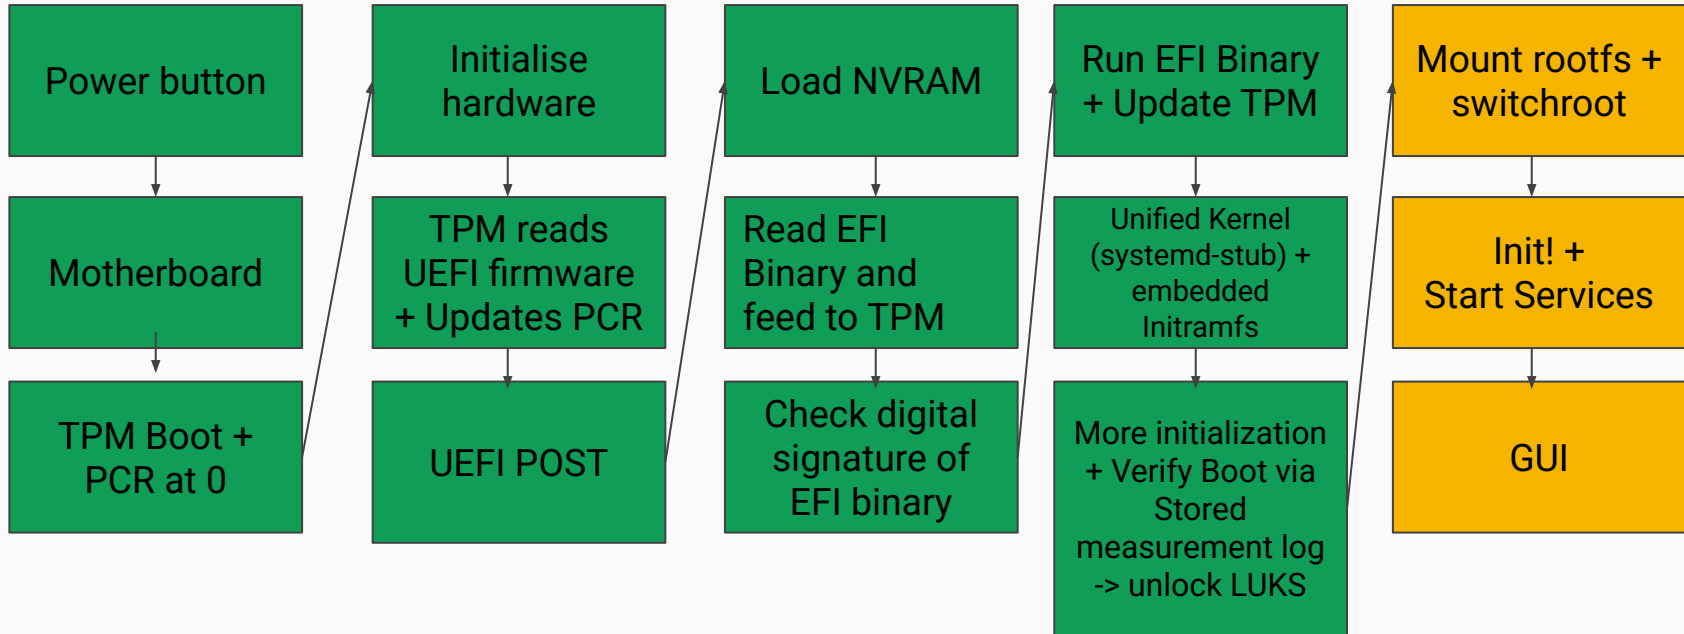 Power button
Motherboard
TPM Boot +
PCR at 0
Initialise
hardware
TPM reads
UEFI firmware
+ Updates PCR
UEFI POST
Load NVRAM
Read EFI
Binary and
feed to TPM
Check digital
signature of
EFI binary
Run EFI Binary
+ Update TPM
Unified Kernel
(systemd-stub) +
embedded
Initramfs
More initialization
+ Verify Boot via
Stored
measurement log
-> unlock LUKS
Mount rootfs +
switchroot
Init! +
Start Services
GUI